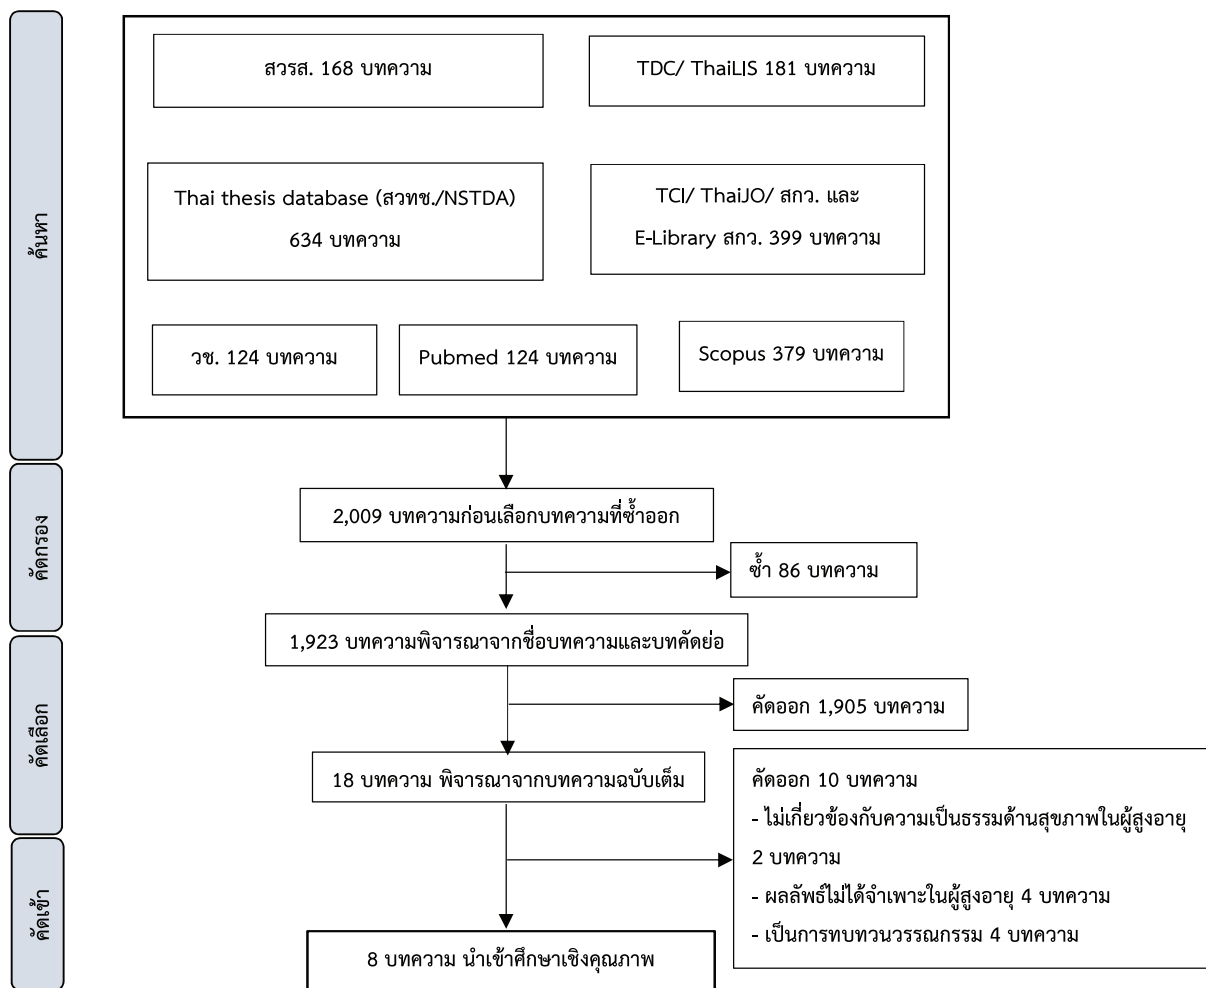 ค้นหา
สวรส. 168 บทความ
TDC/ ThaiLIS 181 บทความ
Thai thesis database (สวทช./NSTDA)
634 บทความ
TCI/ ThaiJO/ สกว. และ
E-Library สกว. 399 บทความ
วช. 124 บทความ
Pubmed 124 บทความ
Scopus 379 บทความ
คัดกรอง
2,009 บทความก่อนเลือกบทความที่ซ้ำออก
ซ้ำ 86 บทความ
1,923 บทความพิจารณาจากชื่อบทความและบทคัดย่อ
คัดเลือก
คัดออก 1,905 บทความ
18 บทความ พิจารณาจากบทความฉบับเต็ม
คัดออก 10 บทความ
- ไม่เกี่ยวข้องกับความเป็นธรรมด้านสุขภาพในผู้สูงอายุ
2 บทความ
- ผลลัพธ์ไม่ได้จำเพาะในผู้สูงอายุ 4 บทความ
- เป็นการทบทวนวรรณกรรม 4 บทความ
คัดเข้า
8 บทความ นำเข้าศึกษาเชิงคุณภาพ